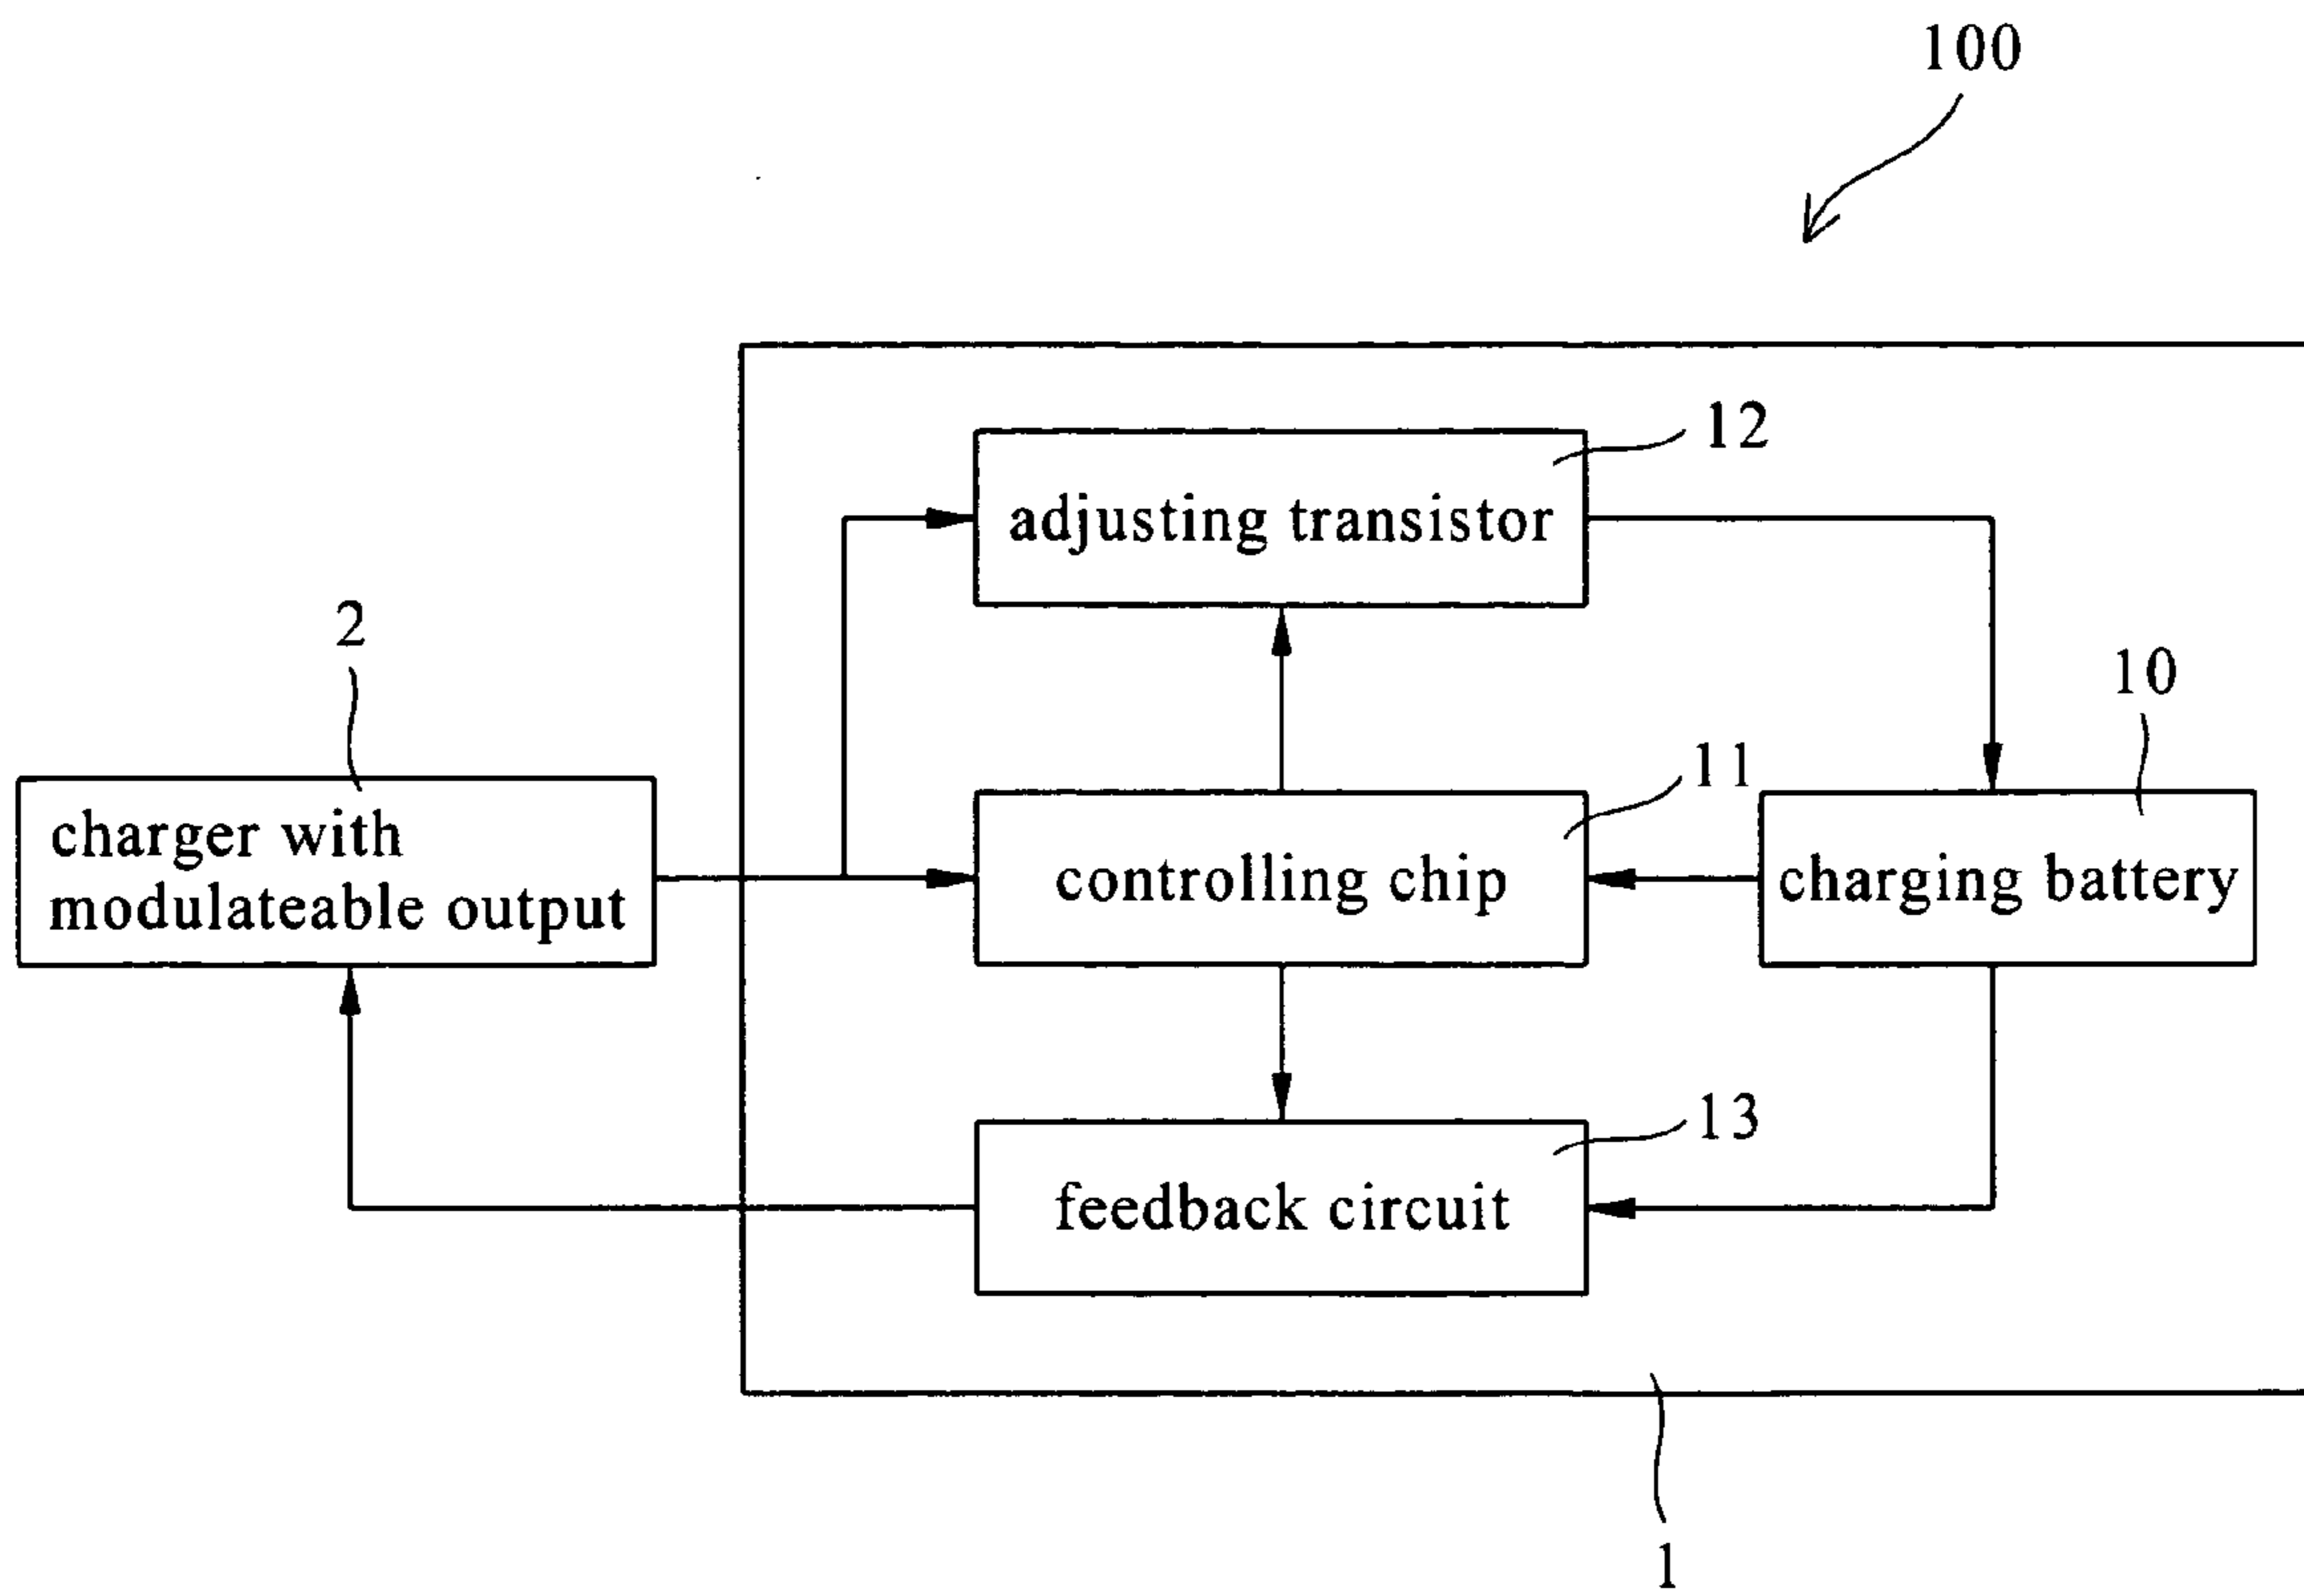 100
12
adjusting transistor
2
10
11
charger with
modulateable output
controlling chip
charging battery
13
feedback circuit
1